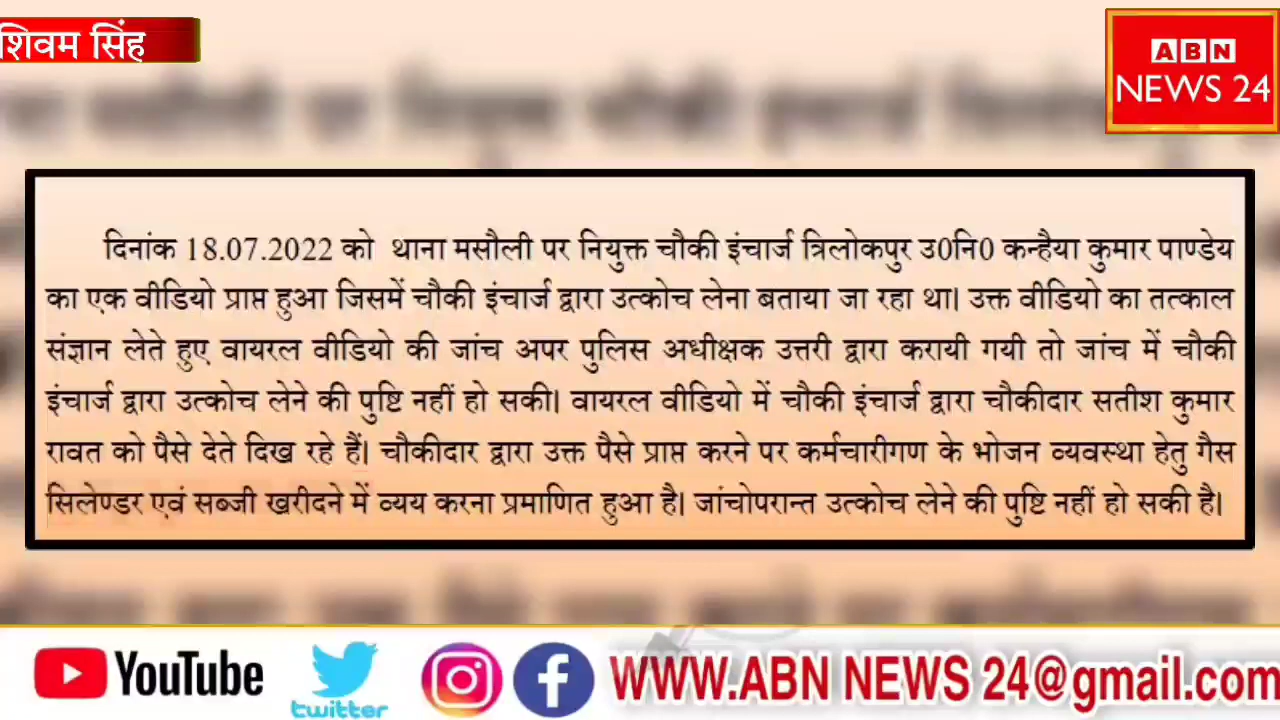 शिवम सिंह
ABN
NEWS 24
दिनांक 18.07.2022 को थाना मसौली पर नियुक्त चौकी इंचार्ज त्रिलोकपुर उ0नि0 कन्हैया कुमार पाण्डेय
का एक वीडियो प्राप्त हुआ जिसमें चौकी इंचार्ज द्वारा उत्कोच लेना बताया जा रहा था। उक्त वीडियो का तत्काल
संज्ञान लेते हुए वायरल वीडियो की जांच अपर पुलिस अधीक्षक उत्तरी द्वारा करायी गयी तो जांच में चौकी
इंचार्ज द्वारा उत्कोच लेने की पुष्टि नहीं हो सकी। वायरल वीडियो में चौकी इंचार्ज द्वारा चौकीदार सतीश कुमार
रावत को पैसे देते दिख रहे हैं। चौकीदार द्वारा उक्त पैसे प्राप्त करने पर कर्मचारीगण के भोजन व्यवस्था हेतु गैस
सिलेण्डर एवं सब्जी खरीदने में व्यय करना प्रमाणित हुआ है। जांचोपरान्त उत्कोच लेने की पुष्टि नहीं हो सकी है।
YouTube
twitter
WWW.ABN NEWS 24@gmail.com